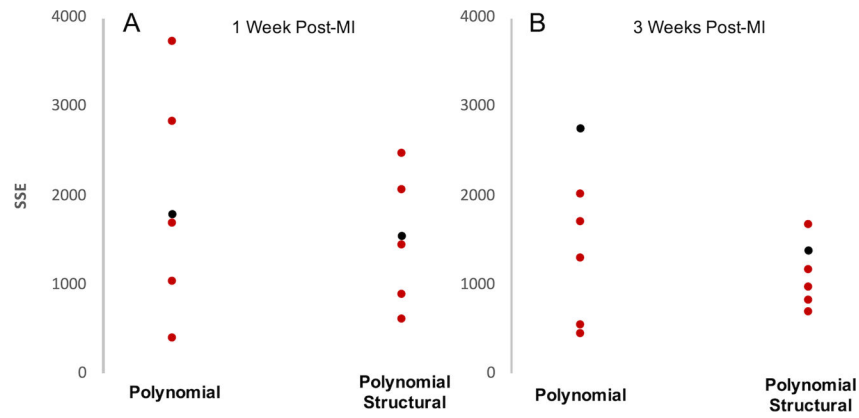 A
1 Week Post-MI
4000
3000
2000
1000
0
SSE
Polynomial
Polynomial
Structural
B
3 Weeks Post-MI
4000
3000
2000
1000
0
Polynomial
Polynomial
Structural